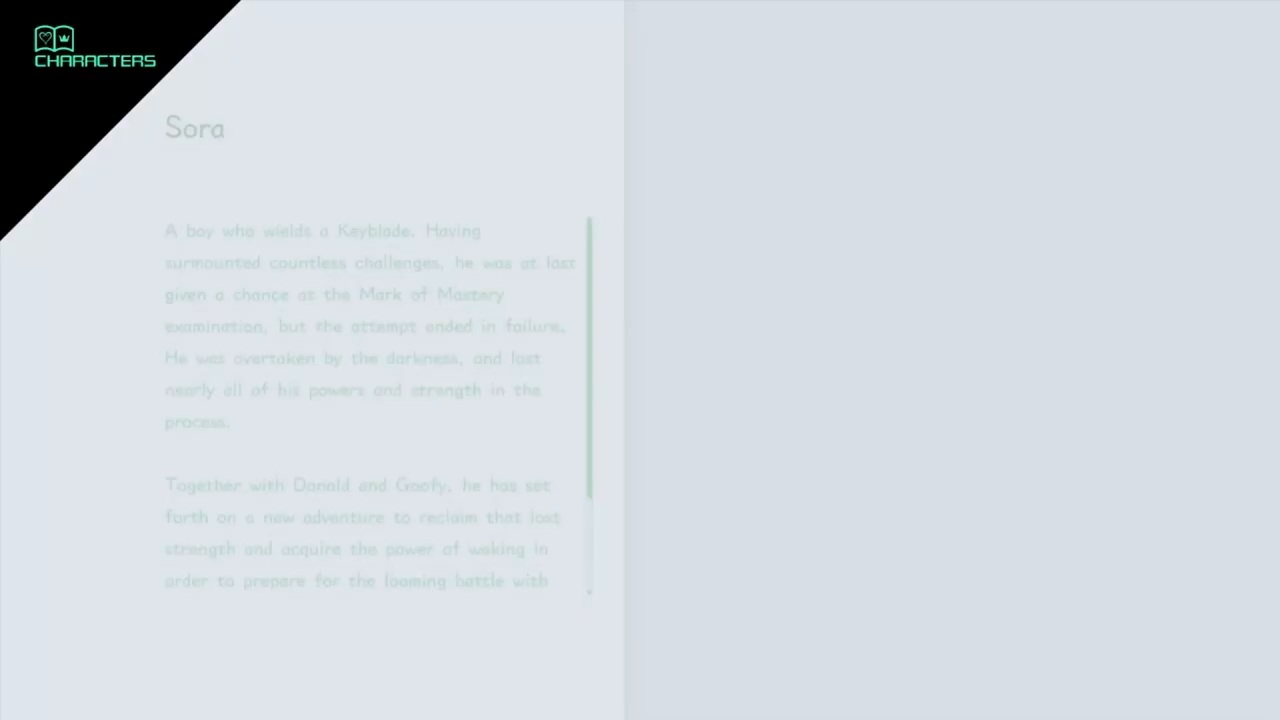 CHARACTERS
Sora
A boy who wields a Keyblade. Having
surmounted countless challenges, he was at last
given a chance at the Mark of Mastery
examination, but the attempt ended in failure.
He was overtaken by the darkness, and lost
nearly all of his powers and strength in the
process.
Together with Donald and Goofy, he has set
forth on a new adventure to reclaim that lost
strength and acquire the power of waking in
order to prepare for the looming battle with